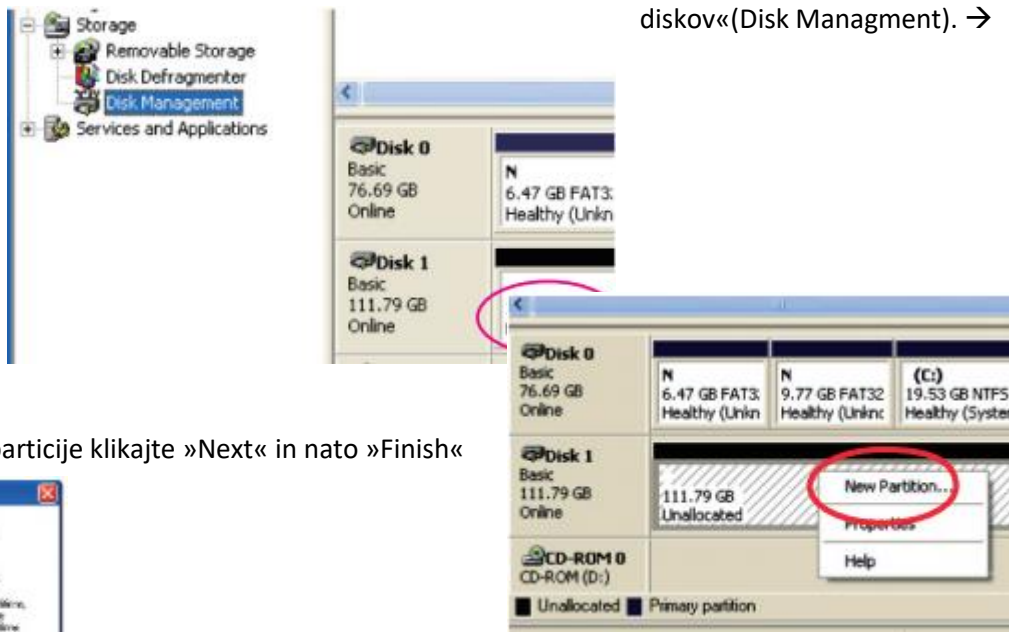 diskov«(Disk Managment). →
Storage
Removable Storage
Disk Defragmenter
Disk Management
Services and Applications
Disk 0
Basic
76.69 GB
Online
N
6.47 GB FAT3
Healthy (Unkn
Disk 1
Basic
111.79 GB
Online
Disk 0
Basic
76.69 GB
Online
N
6.47 GB FAT3
Healthy (Unkn
N
9.77 GB FAT32
Healthy (Unknc
(C:)
19.53 GB NTFS
Healthy (System
Disk 1
Basic
111.79 GB
Online
111.79 GB
Unallocated
New Partition...
Properties
Help
CD-ROM 0
CD-ROM (D:)
Unallocated Primary partition
particije klikajte »Next« in nato »Finish«